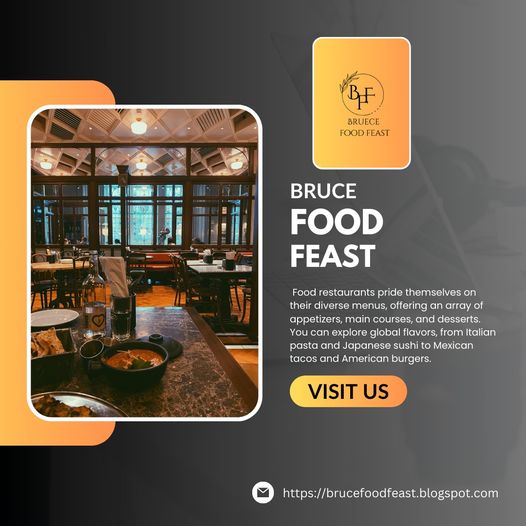 BFF
BRUECE
FOOD FEAST
BRUCE
FOOD
FEAST
Food restaurants pride themselves on
their diverse menus, offering an array of
appetizers, main courses, and desserts.
You can explore global flavors, from Italian
pasta and Japanese sushi to Mexican
tacos and American burgers.
VISIT US
https://brucefoodfeast.blogspot.com